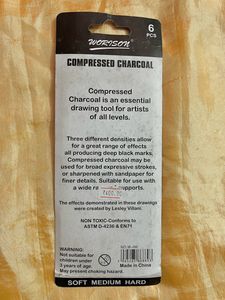 WORISON
6
PCS
COMPRESSED CHARCOAL
Compressed
Charcoal is an essential
drawing tool for artists
of all levels.
Three different densities allow
for a great range of effects
all producing deep black marks.
Compressed charcoal may be
used for broad expressive strokes,
or sharpened with sandpaper for
finer details. Suitable for use with
a wide ra supports.
The effects demonstrated in these drawings
were created by Lesley Villani.
NON TOXIC-Conforms to
ASTM D-4236 & EN71
WARNING:
Not suitable for
children under
3 years of age.
May present choking hazard.
Made in China
SOFT MEDIUM HARD